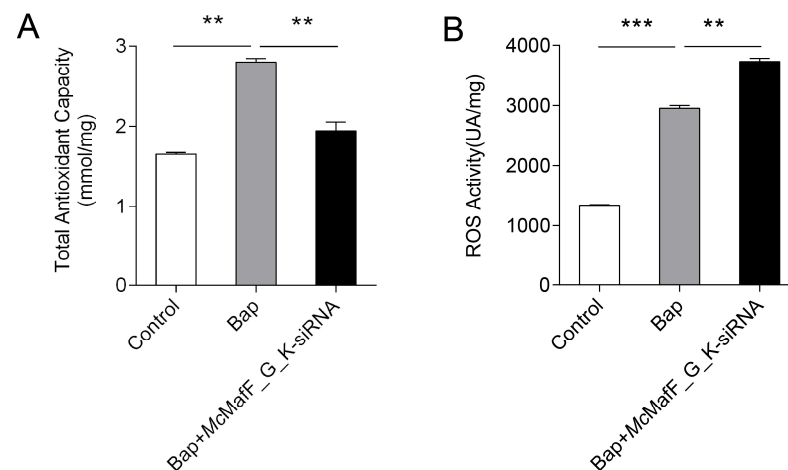 A
** **
Total Antioxidant Capacity
(mmol/mg)
3
2
1
0
Control
Bap
Bap+McMafF_G_K-siRNA
B
*** **
ROS Activity(UA/mg)
4000
3000
2000
1000
0
Control
Bap
Bap+McMafF_G_K-siRNA